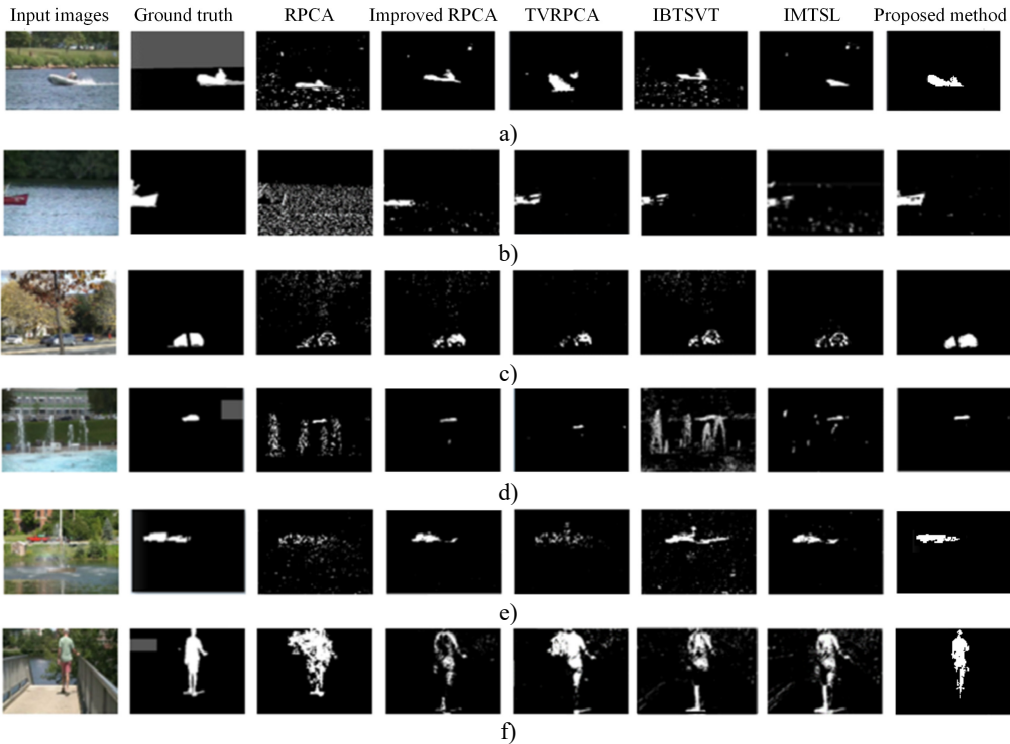 Input images Ground truth RPCA Improved RPCA TVRPCA IBTSVT IMTSL Proposed method
a)
b)
c)
d)
e)
f)